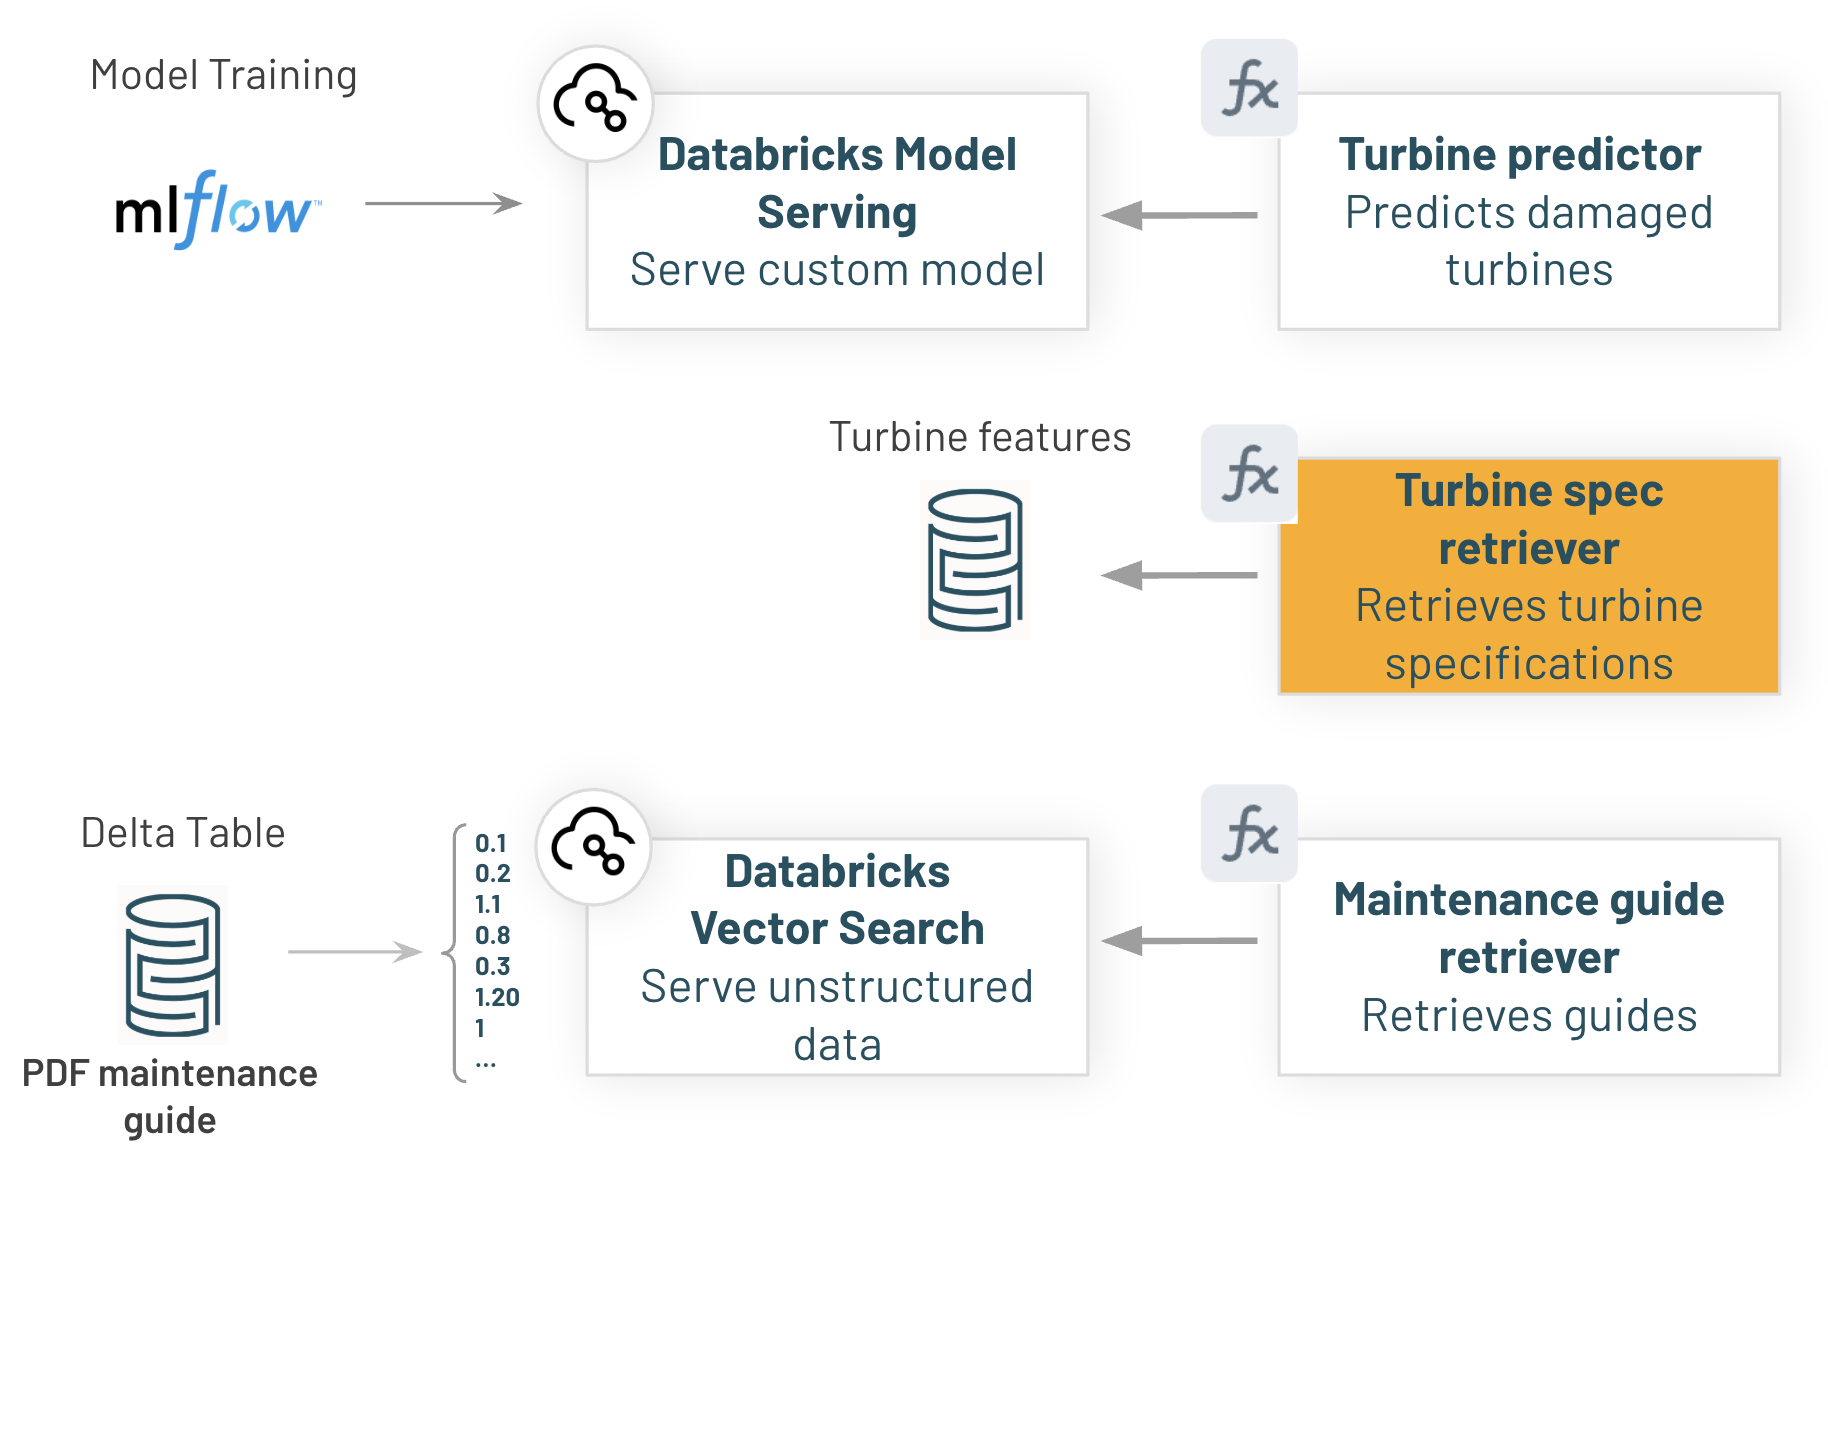 Model Training
mlflow™
Databricks Model
Serving
Serve custom model
fx
Turbine predictor
Predicts damaged
turbines
Turbine features
fx
Turbine spec
retriever
Retrieves turbine
specifications
Delta Table
PDF maintenance
guide
0.1
0.2
1.1
0.8
0.3
1.20
1
...
Databricks
Vector Search
Serve unstructured
data
fx
Maintenance guide
retriever
Retrieves guides